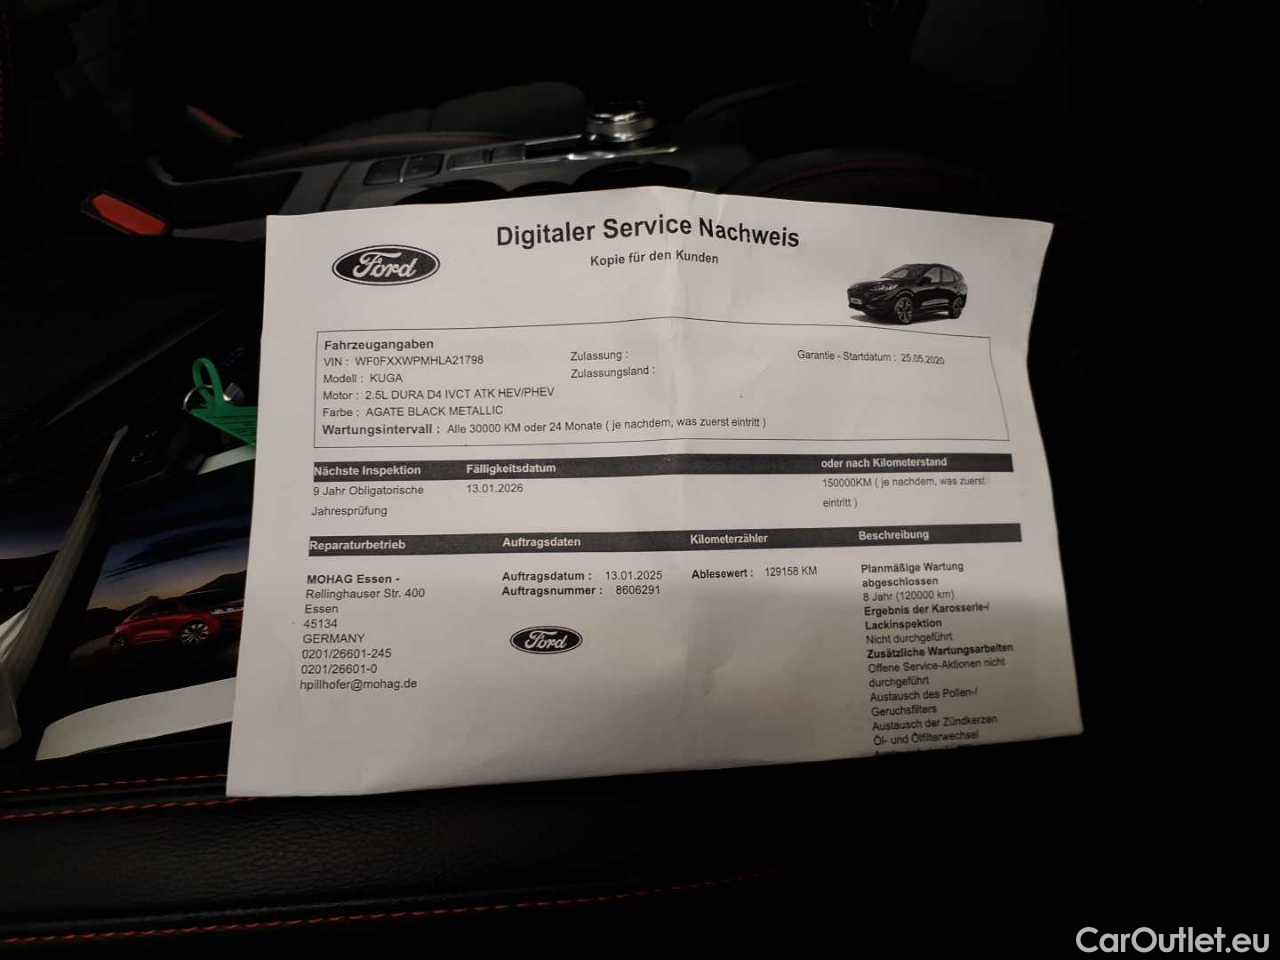 Digitaler Service Nachweis
Kopie für den Kunden
Ford
Fahrzeugangaben
VIN : WF0FXXWPMHLA21798
Zulassung :
Garantie - Startdatum : 25.05.2020
Modell : KUGA
Zulassungsland :
Motor : 2.5L DURA D4 IVCT ATK HEV/PHEV
Farbe : AGATE BLACK METALLIC
Wartungsintervall : Alle 30000 KM oder 24 Monate ( je nachdem, was zuerst eintritt )
Nächste Inspektion Fälligkeitsdatum oder nach Kilometerstand
9 Jahr Obligatorische 13.01.2026 150000KM ( je nachdem, was zuerst
Jahresprüfung eintritt )
Reparaturbetrieb Auftragsdaten Kilometerzähler Beschreibung
MOHAG Essen -
Rellinghauser Str. 400
Essen
45134
GERMANY
0201/26601-245
0201/26601-0
hpillhofer@mohag.de
Auftragsdatum : 13.01.2025
Auftragsnummer : 8606291
Ford
Ablesewert : 129158 KM
Planmäßige Wartung
abgeschlossen
8 Jahr (120000 km)
Ergebnis der Karosserie-/
Lackinspektion
Nicht durchgeführt
Zusätzliche Wartungsarbeiten
Offene Service-Aktionen nicht
durchgeführt
Austausch des Pollen-/
Geruchsfilters
Austausch der Zündkerzen
Öl- und Ölfilterwechsel
CarOutlet.eu